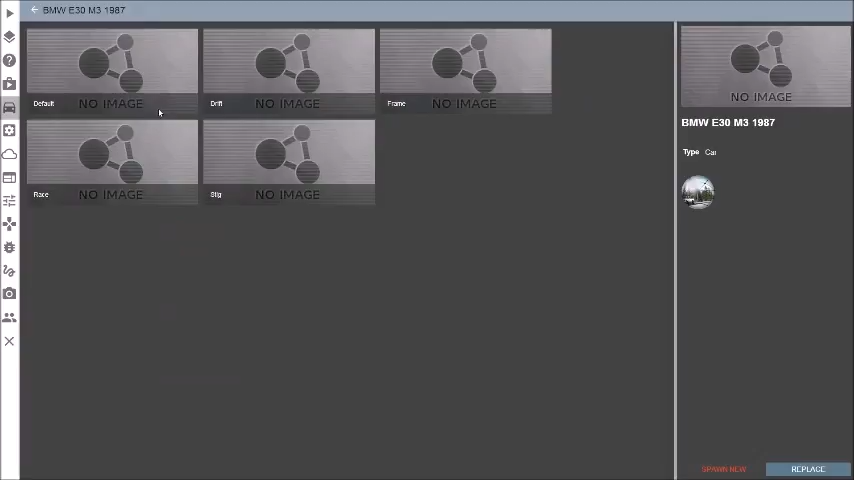 BMW E30 M3 1987
Default NO IMAGE
Drift NO IMAGE
Frame NO IMAGE
Race NO IMAGE
Stig NO IMAGE
NO IMAGE
BMW E30 M3 1987
Type Car
SPAWN NEW
REPLACE